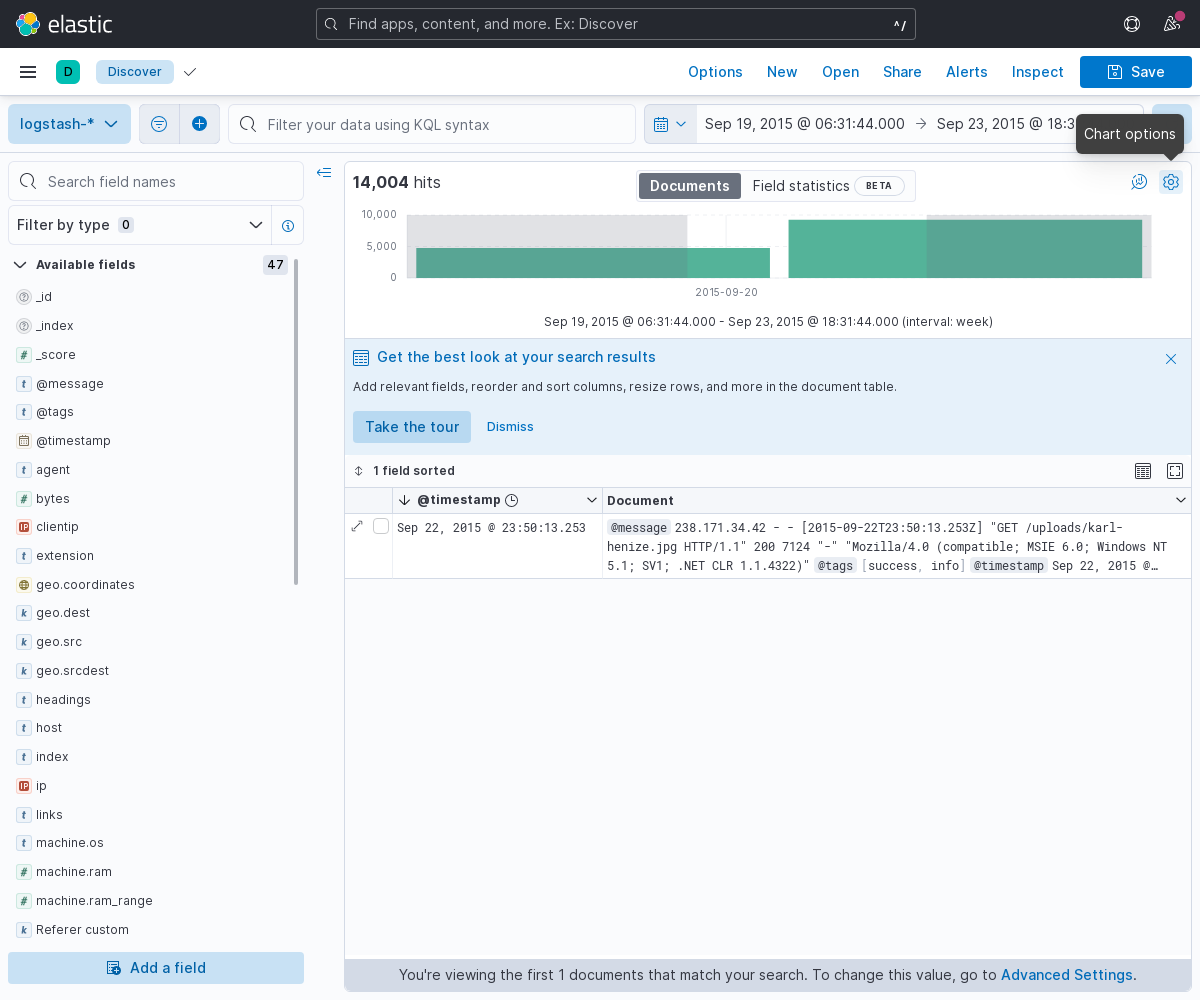 elastic
Find apps, content, and more. Ex: Discover
^/
D
Discover
Options
New
Open
Share
Alerts
Inspect
Save
logstash-*
Filter your data using KQL syntax
Sep 19, 2015 @ 06:31:44.000
Sep 23, 2015 @ 18:3
Chart options
Search field names
Filter by type 0
Available fields 47
_id
_index
_score
@message
@tags
@timestamp
agent
bytes
clientip
extension
geo.coordinates
geo.dest
geo.src
geo.srcdest
headings
host
index
ip
links
machine.os
machine.ram
machine.ram_range
Referer custom
Add a field
14,004 hits
Documents
Field statistics BETA
10,000
5,000
0
2015-09-20
Sep 19, 2015 @ 06:31:44.000 - Sep 23, 2015 @ 18:31:44.000 (interval: week)
Get the best look at your search results
Add relevant fields, reorder and sort columns, resize rows, and more in the document table.
Take the tour
Dismiss
1 field sorted
@timestamp
Document
Sep 22, 2015 @ 23:50:13.253
@message 238.171.34.42 - - [2015-09-22T23:50:13.253Z] "GET /uploads/karl-
henize.jpg HTTP/1.1" 200 7124 "-" "Mozilla/4.0 (compatible; MSIE 6.0; Windows NT
5.1; SV1; .NET CLR 1.1.4322)" @tags [success, info] @timestamp Sep 22, 2015 @…
You're viewing the first 1 documents that match your search. To change this value, go to Advanced Settings.